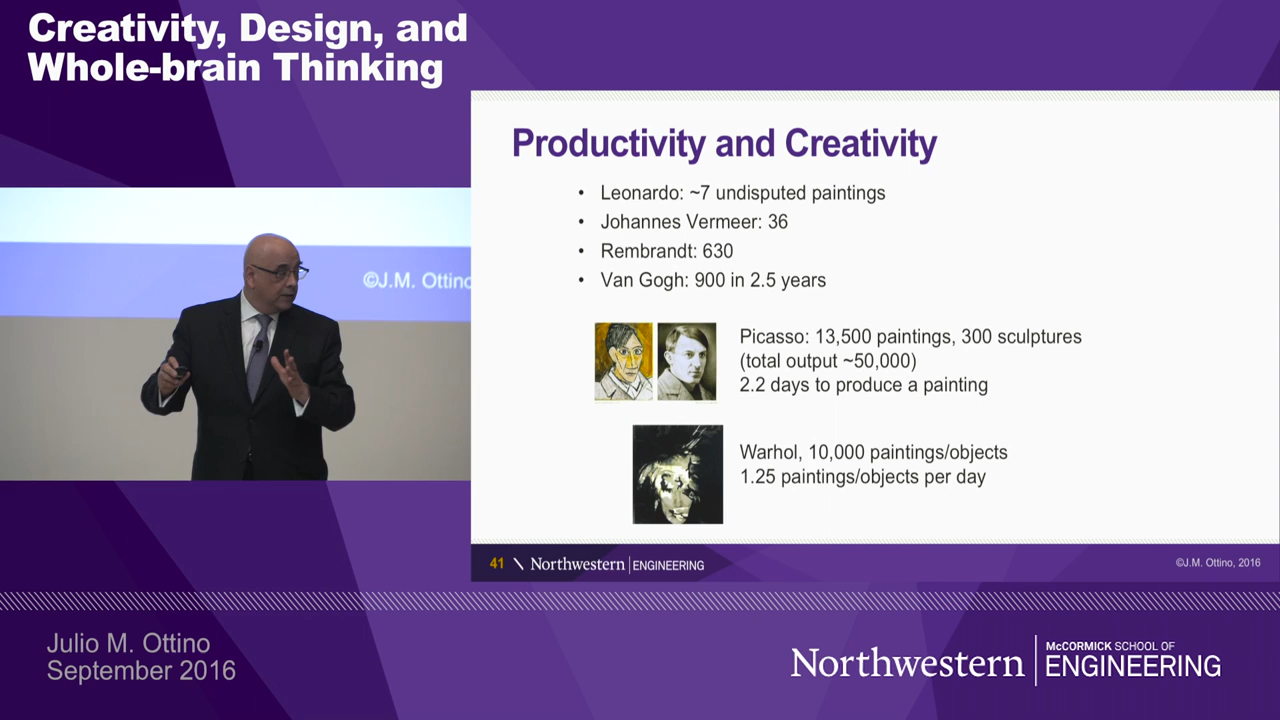 Creativity, Design, and
Whole-brain Thinking
©J.M. Ottino
Productivity and Creativity
• Leonardo: ~7 undisputed paintings
• Johannes Vermeer: 36
• Rembrandt: 630
• Van Gogh: 900 in 2.5 years
Picasso: 13,500 paintings, 300 sculptures
(total output ~50,000)
2.2 days to produce a painting
Warhol, 10,000 paintings/objects
1.25 paintings/objects per day
41 \ Northwestern | ENGINEERING
©J.M. Ottino, 2016
Julio M. Ottino
September 2016
Northwestern | McCORMICK SCHOOL OF
ENGINEERING